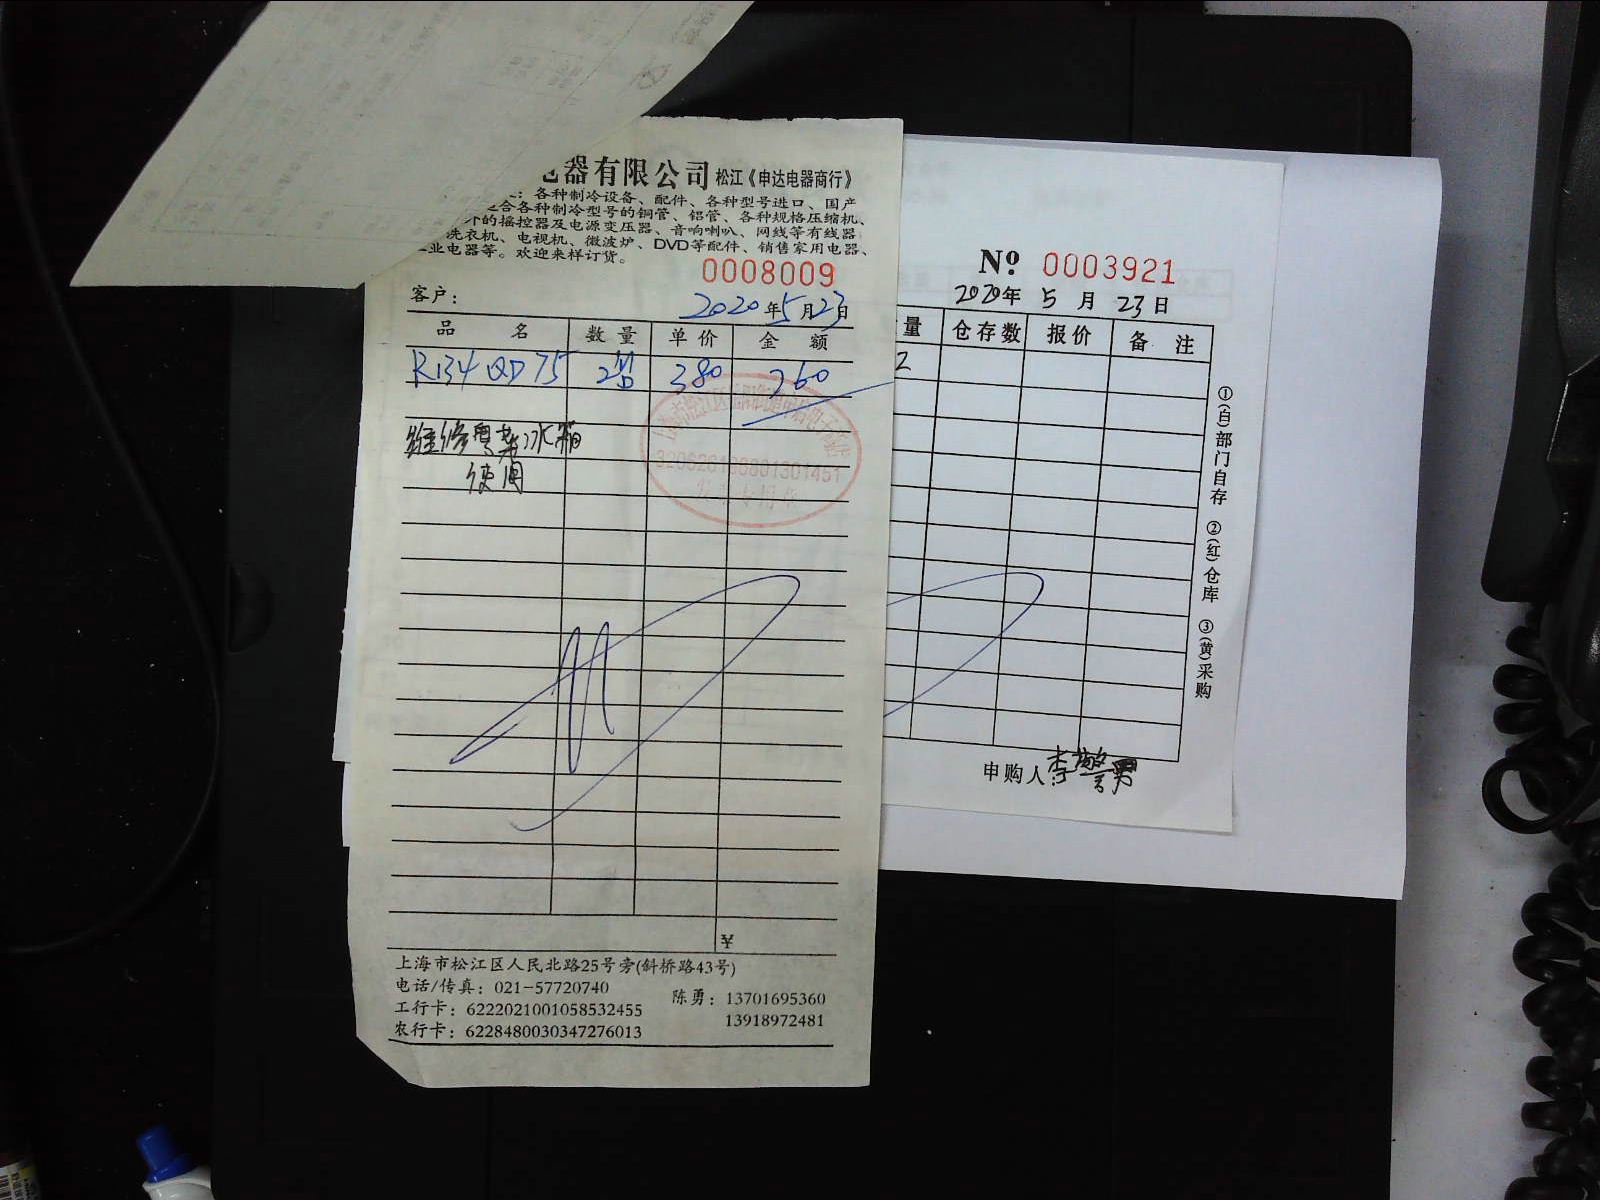 电器有限公司 松江《申达电器商行》
各种制冷设备、配件、各种型号进口、国产
合各种制冷型号的铜管、铝管、各种规格压缩机、
外的摇控器及电源变压器、音响喇叭、网线等有线器
洗衣机、电视机、微波炉、DVD等配件、销售家用电器、
业电器等。欢迎来样订货。
0008009
客户：
2020年5月23日
品 名 数量 单价 金 额
R134 QD75 2 380 760
维修粤菜冰箱
使用
¥
上海市松江区人民北路25号旁(斜桥路43号)
电话/传真：021-57720740
工行卡：6222021001058532455
农行卡：6228480030347276013
陈勇：13701695360
13918972481
Nº 0003921
2020年 5 月 23 日
量 仓存数 报价 备 注
2
①(白)部门自存 ②(红)仓库 ③(黄)采购
申购人：李